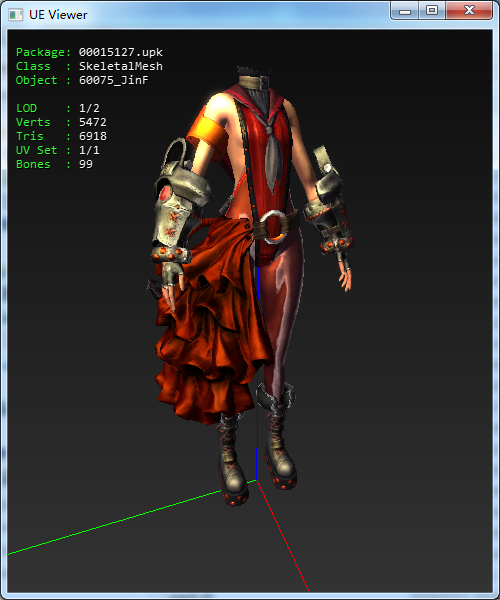 UE Viewer
Package: 00015127.upk
Class : SkeletalMesh
Object : 60075_JinF
LOD : 1/2
Verts : 5472
Tris : 6918
UV Set : 1/1
Bones : 99